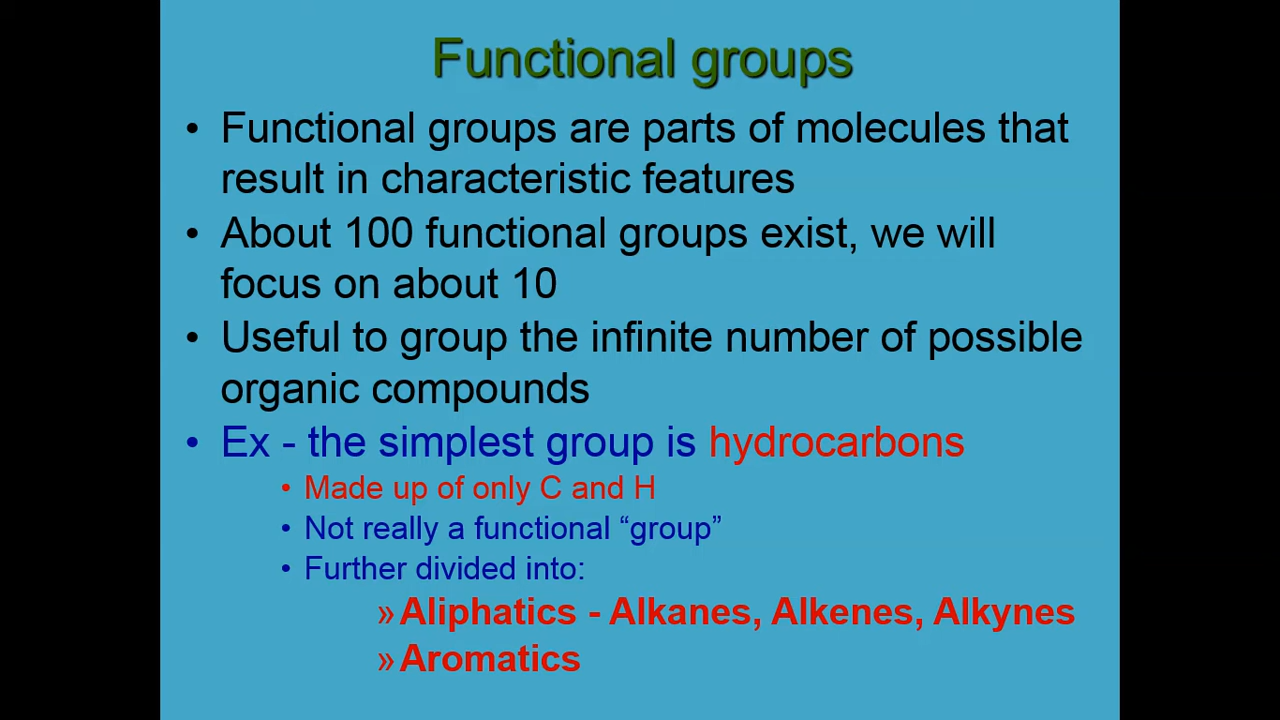 Functional groups
• Functional groups are parts of molecules that
result in characteristic features
• About 100 functional groups exist, we will
focus on about 10
• Useful to group the infinite number of possible
organic compounds
• Ex - the simplest group is hydrocarbons
• Made up of only C and H
• Not really a functional “group”
• Further divided into:
» Aliphatics - Alkanes, Alkenes, Alkynes
» Aromatics